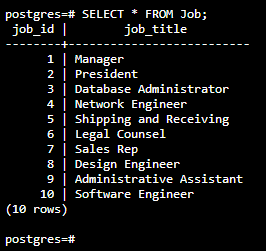 postgres=# SELECT * FROM Job;
 job_id |        job_title
--------+--------------------------
      1 | Manager
      2 | President
      3 | Database Administrator
      4 | Network Engineer
      5 | Shipping and Receiving
      6 | Legal Counsel
      7 | Sales Rep
      8 | Design Engineer
      9 | Administrative Assistant
     10 | Software Engineer
(10 rows)
postgres=#